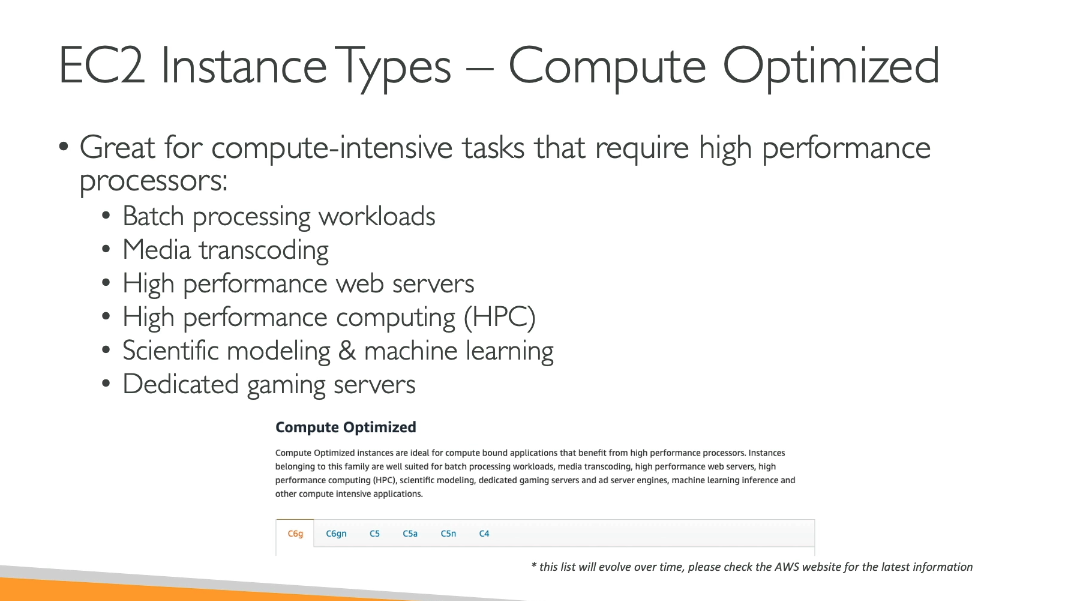 EC2 Instance Types – Compute Optimized
• Great for compute-intensive tasks that require high performance
processors:
• Batch processing workloads
• Media transcoding
• High performance web servers
• High performance computing (HPC)
• Scientific modeling & machine learning
• Dedicated gaming servers
Compute Optimized
Compute Optimized instances are ideal for compute bound applications that benefit from high performance processors. Instances
belonging to this family are well suited for batch processing workloads, media transcoding, high performance web servers, high
performance computing (HPC), scientific modeling, dedicated gaming servers and ad server engines, machine learning inference and
other compute intensive applications.
C6g C6gn C5 C5a C5n C4
* this list will evolve over time, please check the AWS website for the latest information